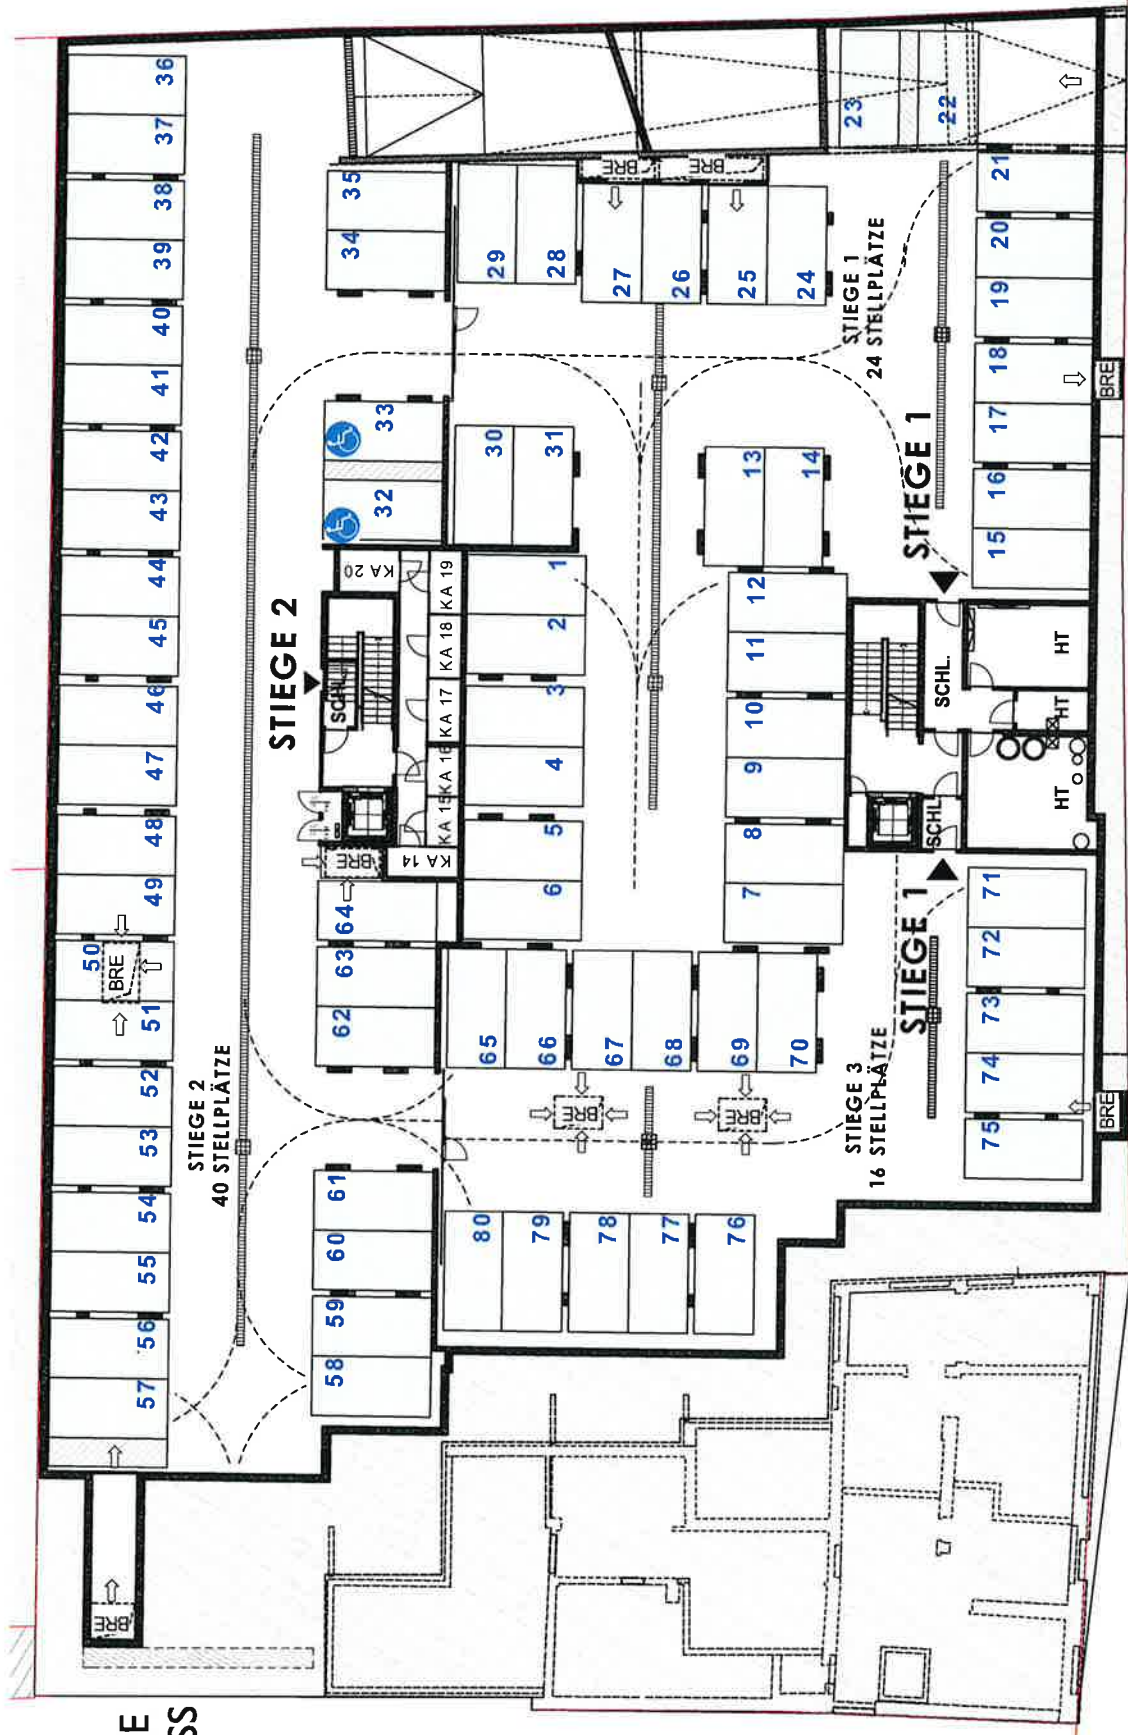 36
37
38
39
40
41
42
43
44
45
46
47
48
49
50
BRE
51
52
53
54
55
56
57
BRE
STIEGE 2
40 STELLPLÄTZE
STIEGE 2
35
34
33
32
KA 20
KA 19
KA 18
KA 17
KA 16
KA 15
KA 14
SCHL.
BRE
64
63
62
61
60
59
58
29
28
27
26
25
24
BRE
BRE
23
22
21
20
19
18
17
16
15
BRE
STIEGE 1
24 STELLPLÄTZE
STIEGE 1
30
31
13
14
1
2
3
4
5
6
12
11
10
9
8
7
SCHL.
SCHL.
HT
HT
HT
65
66
67
68
69
70
BRE
BRE
STIEGE 1
STIEGE 3
16 STELLPLÄTZE
71
72
73
74
75
BRE
80
79
78
77
76
E
SS